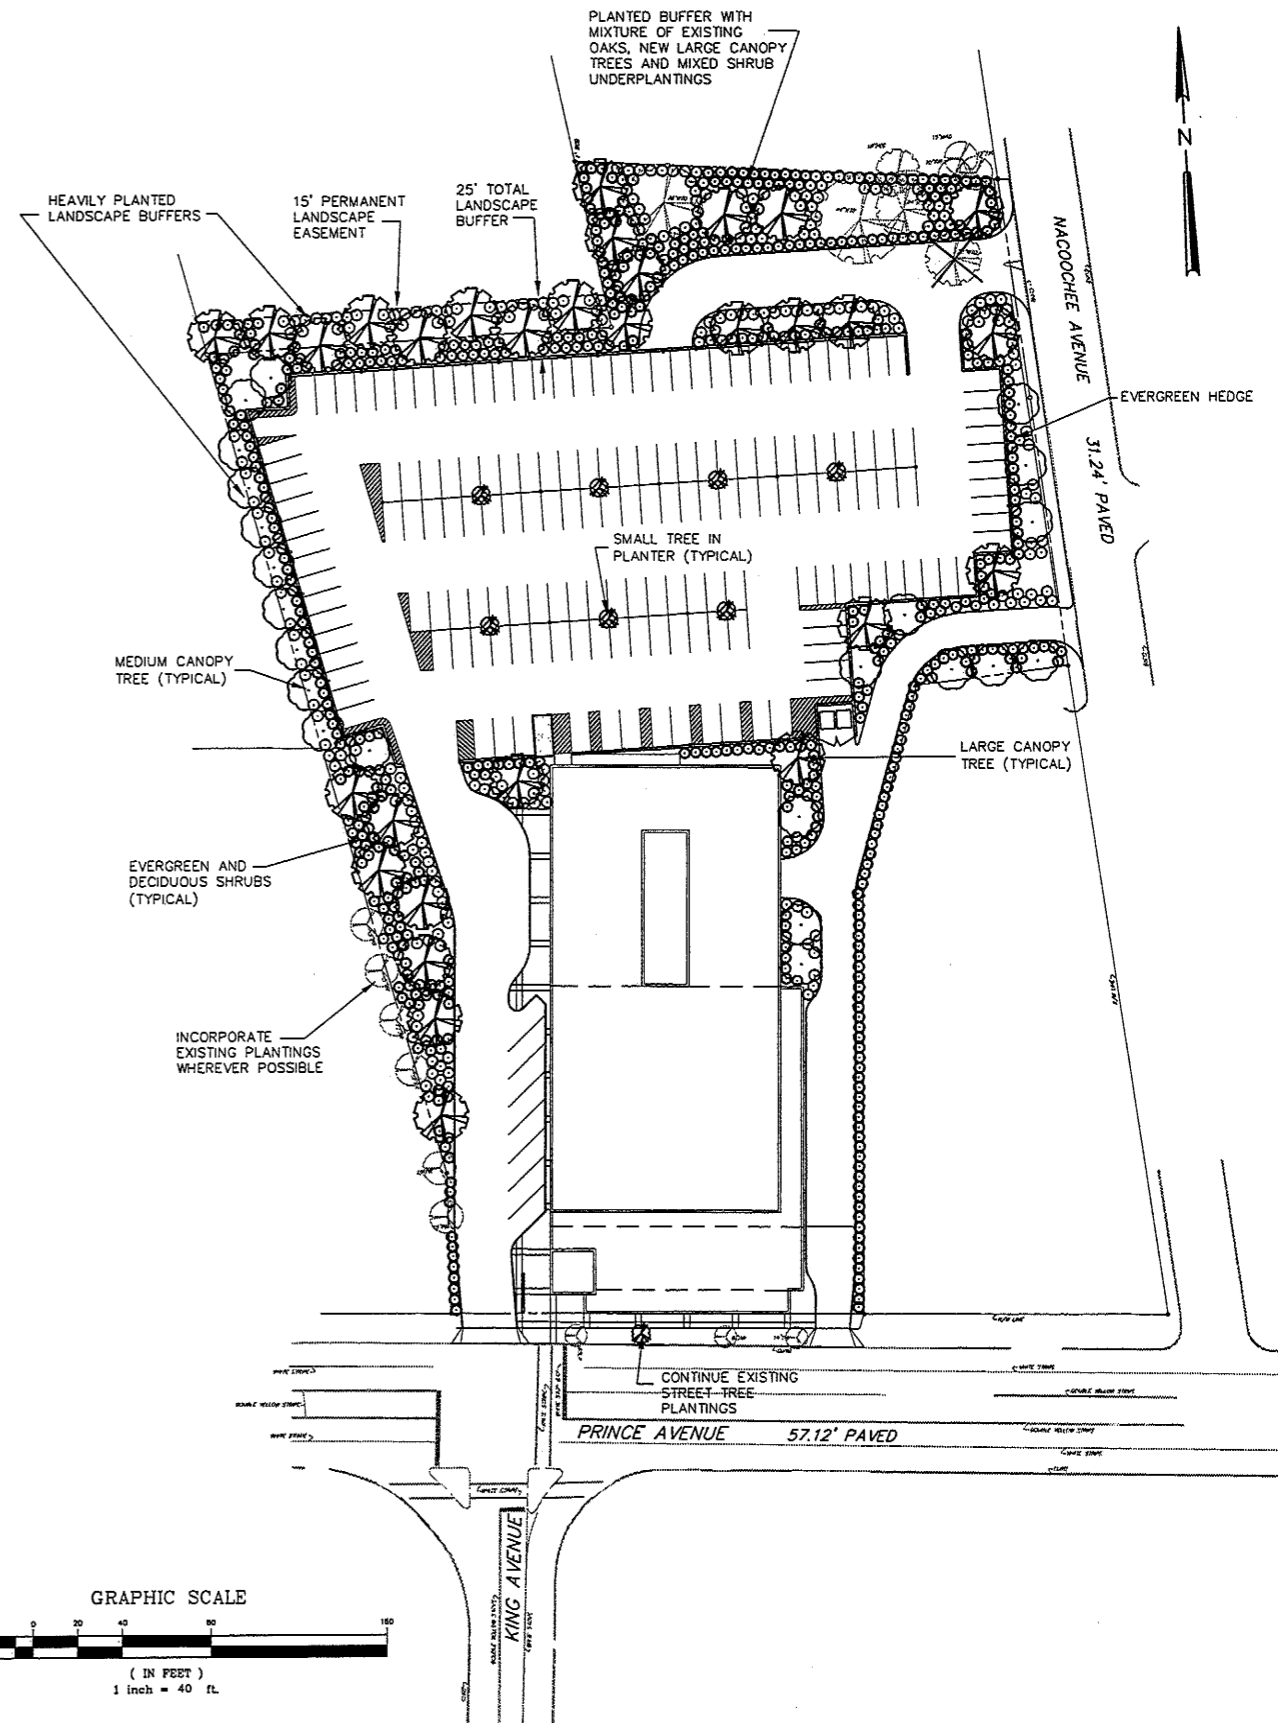 PLANTED BUFFER WITH
MIXTURE OF EXISTING
OAKS, NEW LARGE CANOPY
TREES AND MIXED SHRUB
UNDERPLANTINGS
N
HEAVILY PLANTED
LANDSCAPE BUFFERS
15' PERMANENT
LANDSCAPE
EASEMENT
25' TOTAL
LANDSCAPE
BUFFER
NACOOCHEE AVENUE
31.24' PAVED
EVERGREEN HEDGE
SMALL TREE IN
PLANTER (TYPICAL)
MEDIUM CANOPY
TREE (TYPICAL)
LARGE CANOPY
TREE (TYPICAL)
EVERGREEN AND
DECIDUOUS SHRUBS
(TYPICAL)
INCORPORATE
EXISTING PLANTINGS
WHEREVER POSSIBLE
CONTINUE EXISTING
STREET TREE
PLANTINGS
PRINCE AVENUE 57.12' PAVED
KING AVENUE
GRAPHIC SCALE
0 20 40 80 160
( IN FEET )
1 inch = 40 ft.